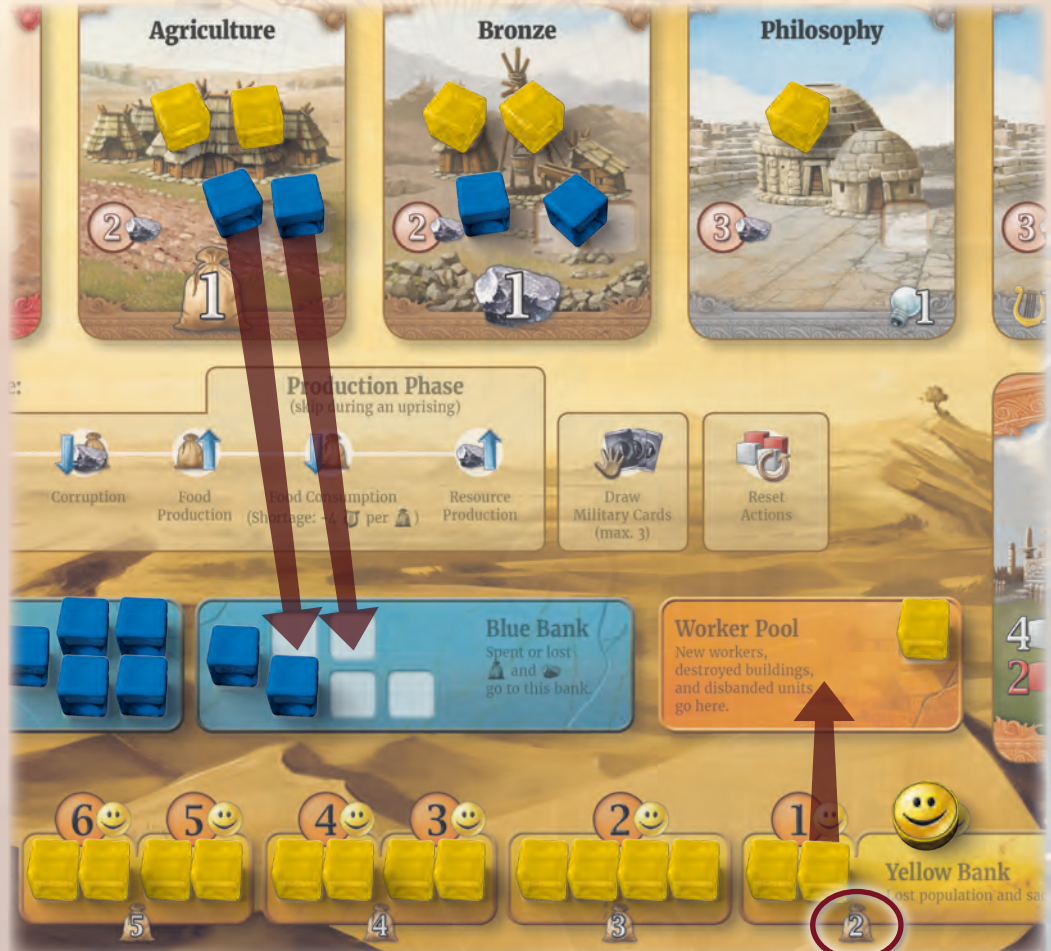 Agriculture
Bronze
Philosophy
2
2
3
3
1
1
1
e:
Production Phase
(skip during an uprising)
Corruption
Food
Production
Food Consumption
(Shortage: -4 per )
Resource
Production
Draw
Military Cards
(max. 3)
Reset
Actions
Blue Bank
Spent or lost
and
go to this bank.
Worker Pool
New workers,
destroyed buildings,
and disbanded units
go here.
4
2
6
5
4
3
2
1
Yellow Bank
Lost population and sac
5
4
3
2